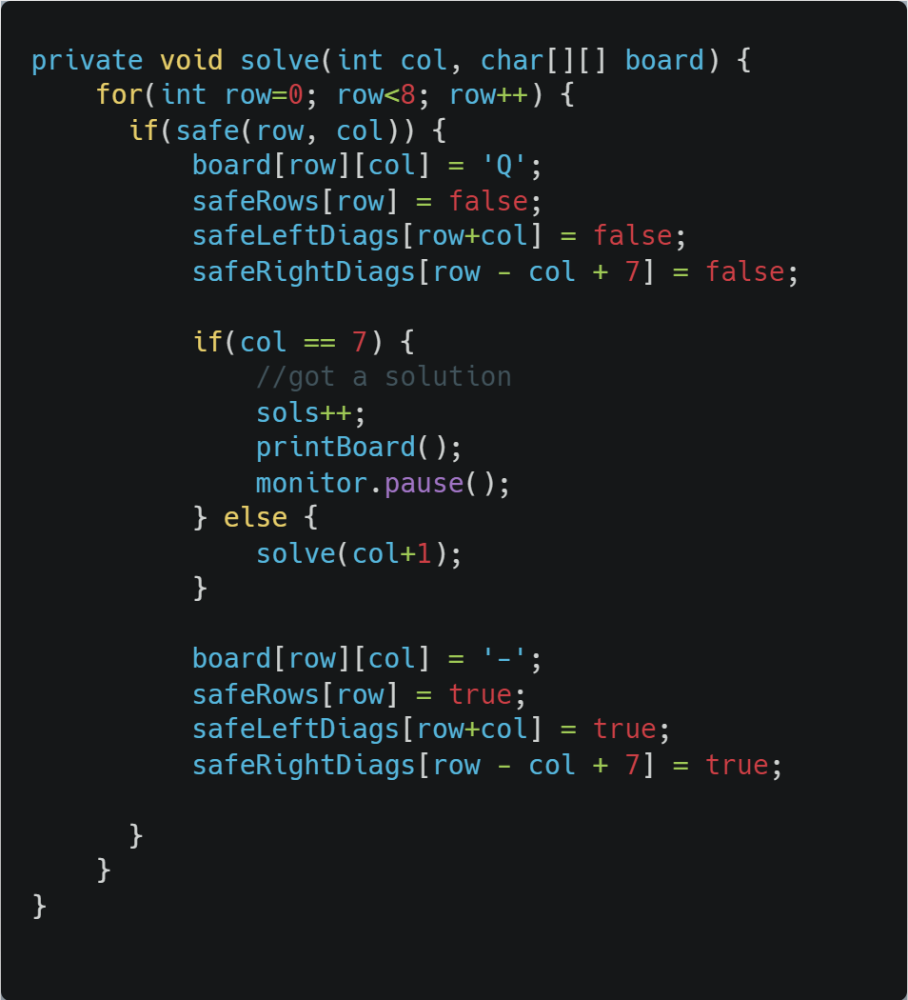 private void solve(int col, char[][] board) {
    for(int row=0; row<8; row++) {
      if(safe(row, col)) {
          board[row][col] = 'Q';
          safeRows[row] = false;
          safeLeftDiags[row+col] = false;
          safeRightDiags[row - col + 7] = false;

          if(col == 7) {
              //got a solution
              sols++;
              printBoard();
              monitor.pause();
          } else {
              solve(col+1);
          }

          board[row][col] = '-';
          safeRows[row] = true;
          safeLeftDiags[row+col] = true;
          safeRightDiags[row - col + 7] = true;

      }
    }
}